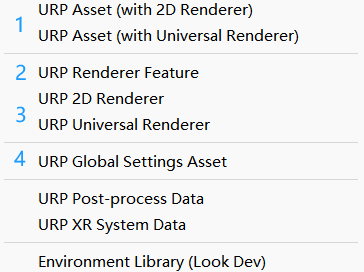 1
URP Asset (with 2D Renderer)
URP Asset (with Universal Renderer)
2 URP Renderer Feature
3
URP 2D Renderer
URP Universal Renderer
4 URP Global Settings Asset
URP Post-process Data
URP XR System Data
Environment Library (Look Dev)